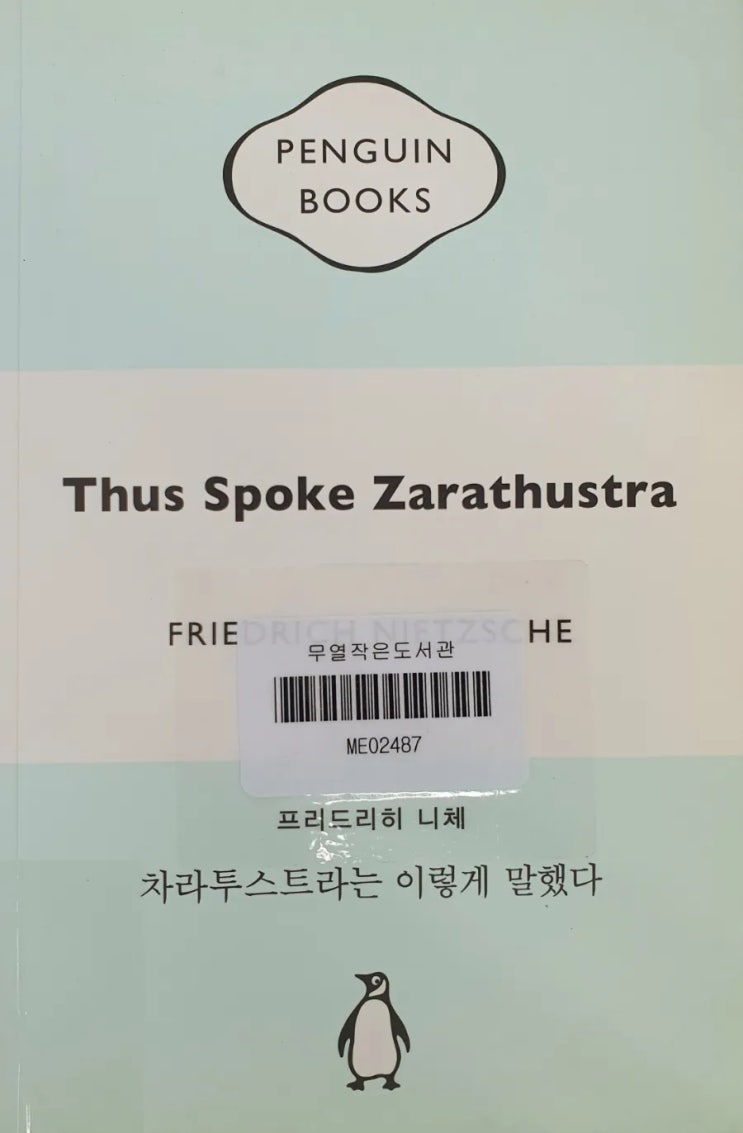 PENGUIN
BOOKS
Thus Spoke Zarathustra
FRIEDRICH NIETZSCHE
무열작은도서관
ME02487
프리드리히 니체
차라투스트라는 이렇게 말했다